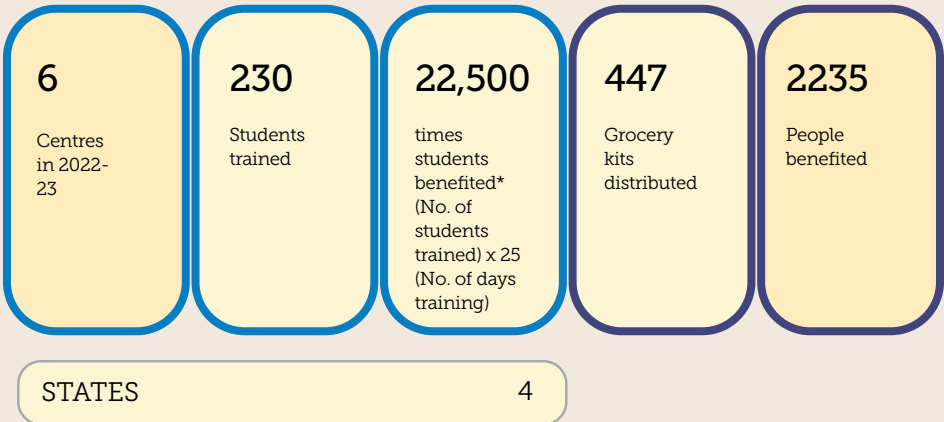 6
Centres
in 2022-
23
230
Students
trained
22,500
times
students
benefited*
(No. of
students
trained) x 25
(No. of days
training)
447
Grocery
kits
distributed
2235
People
benefited
STATES 4